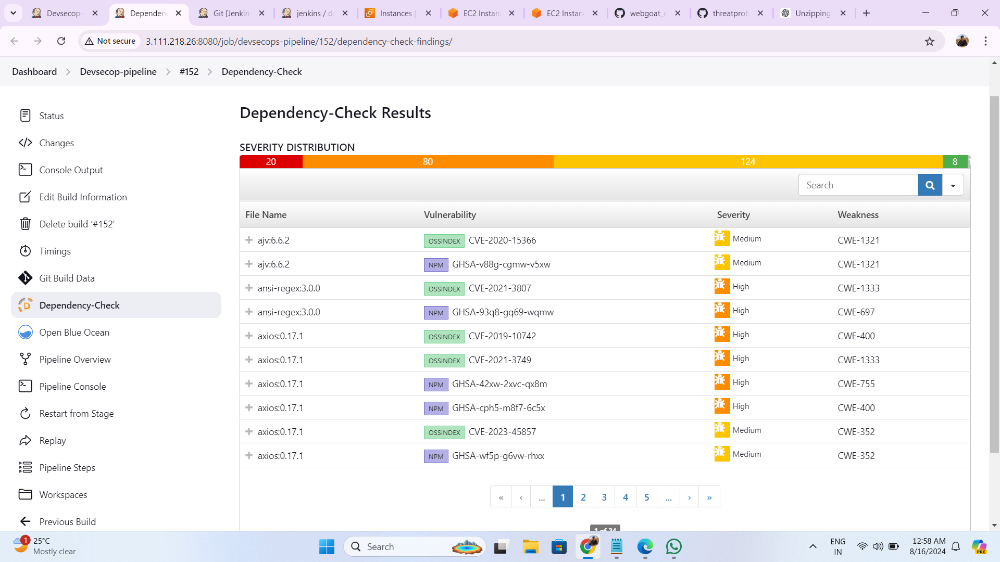 Devsecop-
Dependen
Git [Jenkin
jenkins / d
Instances |
EC2 Instan
EC2 Instan
webgoat_c
threatprob
Unzipping
Not secure
3.111.218.26:8080/job/devsecops-pipeline/152/dependency-check-findings/
Dashboard > Devsecop-pipeline > #152 > Dependency-Check
Status
Changes
Console Output
Edit Build Information
Delete build ‘#152’
Timings
Git Build Data
Dependency-Check
Open Blue Ocean
Pipeline Overview
Pipeline Console
Restart from Stage
Replay
Pipeline Steps
Workspaces
Previous Build
Dependency-Check Results
SEVERITY DISTRIBUTION
20 80 124 8
Search
File Name Vulnerability Severity Weakness
ajv:6.6.2 OSSINDEX CVE-2020-15366 Medium CWE-1321
ajv:6.6.2 NPM GHSA-v88g-cgmw-v5xw Medium CWE-1321
ansi-regex:3.0.0 OSSINDEX CVE-2021-3807 High CWE-1333
ansi-regex:3.0.0 NPM GHSA-93q8-gq69-wqmw High CWE-697
axios:0.17.1 OSSINDEX CVE-2019-10742 High CWE-400
axios:0.17.1 OSSINDEX CVE-2021-3749 High CWE-1333
axios:0.17.1 NPM GHSA-42xw-2xvc-qx8m High CWE-755
axios:0.17.1 NPM GHSA-cph5-m8f7-6c5x High CWE-400
axios:0.17.1 OSSINDEX CVE-2023-45857 Medium CWE-352
axios:0.17.1 NPM GHSA-wf5p-g6vw-rhxx Medium CWE-352
« ‹ ... 1 2 3 4 5 ... › »
1 of 24
1
25°C
Mostly clear
Search
ENG
IN
12:58 AM
8/16/2024
PRE